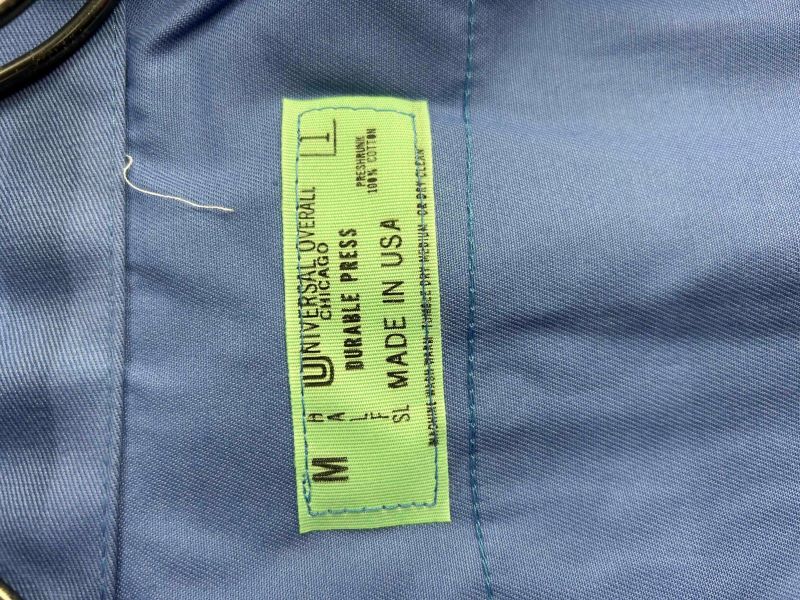 UNIVERSAL OVERALL 1
CHICAGO
DURABLE PRESS
PRESHRUNK
100% COTTON
M
HALF
SL
MADE IN USA
MACHINE WASH WARM TUMBLE DRY MEDIUM OR DRY CLEAN